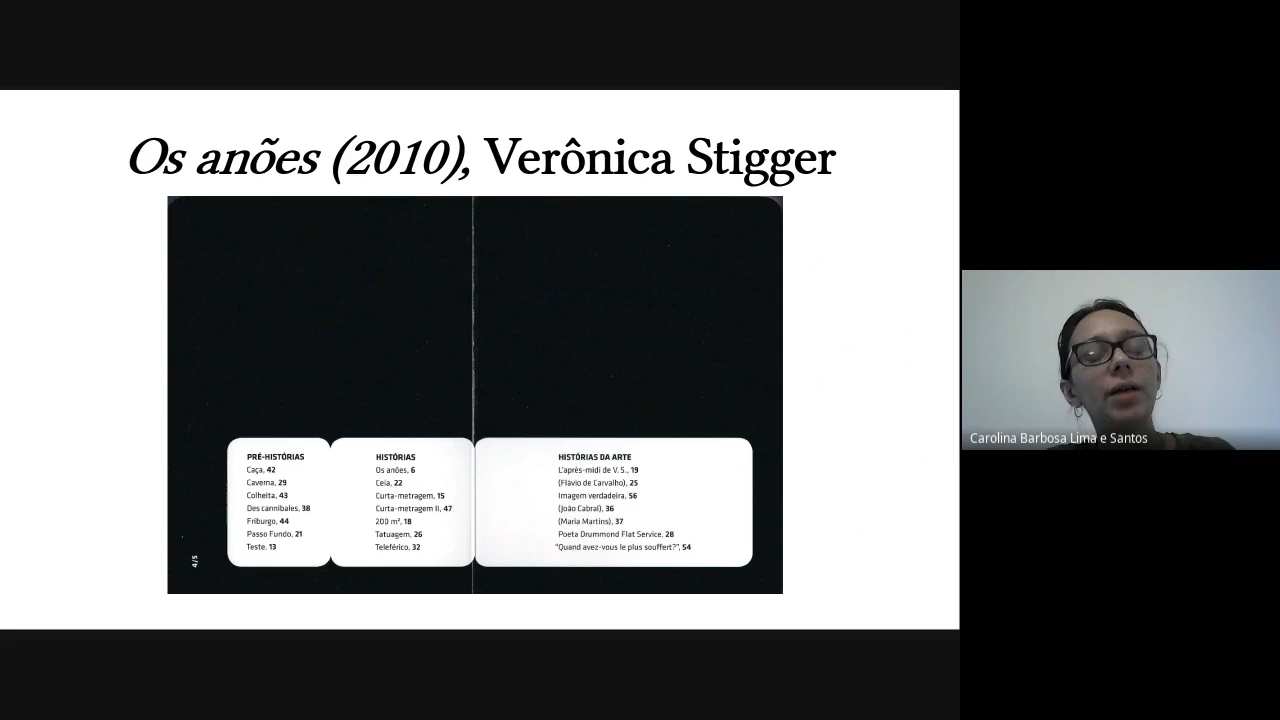 Os anões (2010), Verônica Stigger
PRÉ-HISTÓRIAS
Caça, 42
Caverna, 29
Colheita, 43
Des cannibales, 38
Friburgo, 44
Passo Fundo, 21
Teste, 13
HISTÓRIAS
Os anões, 6
Ceia, 22
Curta-metragem, 15
Curta-metragem II, 47
200 m², 18
Tatuagem, 26
Teleférico, 32
HISTÓRIAS DA ARTE
L'après-midi de V. S., 19
(Flávio de Carvalho), 25
Imagem verdadeira, 56
(João Cabral), 36
(Maria Martins), 37
Poeta Drummond Flat Service, 28
"Quand avez-vous le plus souffert?", 54
4/5
Carolina Barbosa Lima e Santos